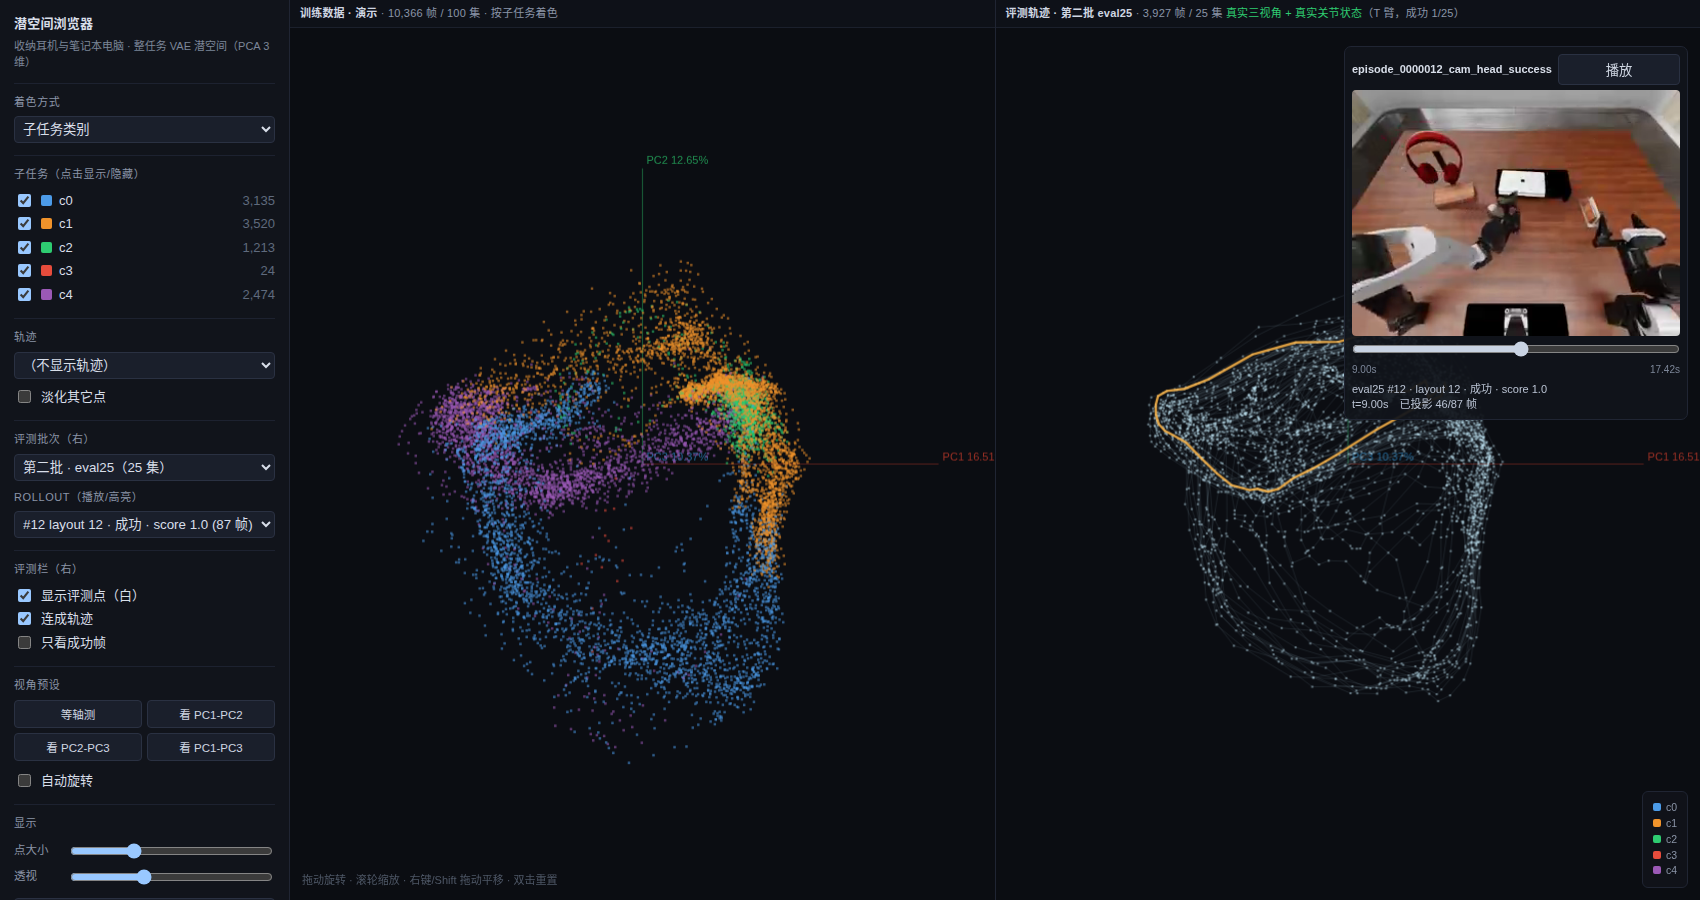 潜空间浏览器
收纳耳机与笔记本电脑 · 整任务 VAE 潜空间（PCA 3
维）
着色方式
子任务类别
子任务（点击显示/隐藏）
c0 3,135
c1 3,520
c2 1,213
c3 24
c4 2,474
轨迹
（不显示轨迹）
淡化其它点
评测批次（右）
第二批 · eval25（25 集）
ROLLOUT（播放/高亮）
#12 layout 12 · 成功 · score 1.0 (87 帧)
评测栏（右）
显示评测点（白）
连成轨迹
只看成功帧
视角预设
等轴测
看 PC1-PC2
看 PC2-PC3
看 PC1-PC3
自动旋转
显示
点大小
透视
训练数据 · 演示 · 10,366 帧 / 100 集 · 按子任务着色
PC2 12.65%
PC3 10.37%
PC1 16.51
拖动旋转 · 滚轮缩放 · 右键/Shift 拖动平移 · 双击重置
评测轨迹 · 第二批 eval25 · 3,927 帧 / 25 集 真实三视角 + 真实关节状态（T 臂，成功 1/25）
episode_0000012_cam_head_success
播放
9.00s 17.42s
eval25 #12 · layout 12 · 成功 · score 1.0
t=9.00s 已投影 46/87 帧
10.37%
PC1 16.51
c0
c1
c2
c3
c4